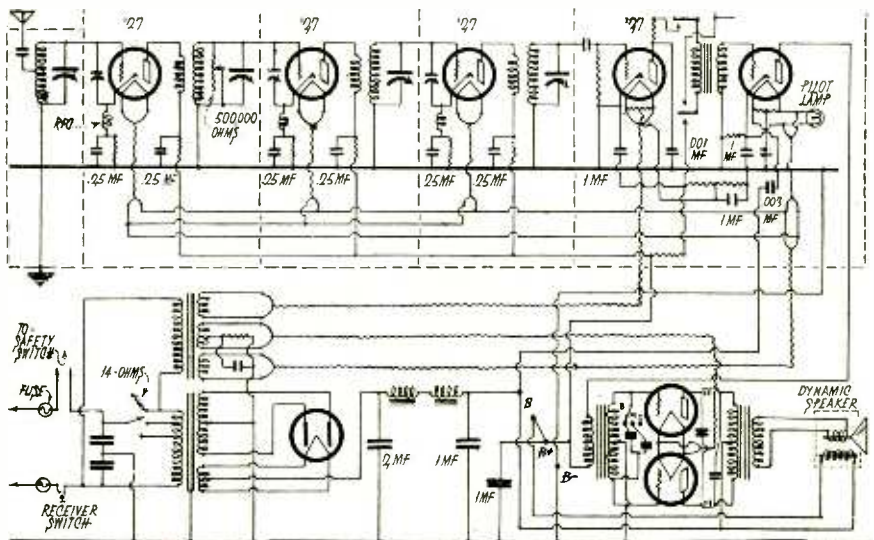 '27
'27
'27
'27
PILOT
LAMP
RFC
500,000
OHMS
.25 MF
.25 MF
.25 MF
.25 MF
.25 MF
.25 MF
1 MF
.001
MF
1
MF
1 MF
.003
MF
TO
SAFETY
SWITCH
FUSE
14-OHMS
RECEIVER
SWITCH
2 MF
1 MF
1 MF
B
B+
B-
B
DYNAMIC
SPEAKER